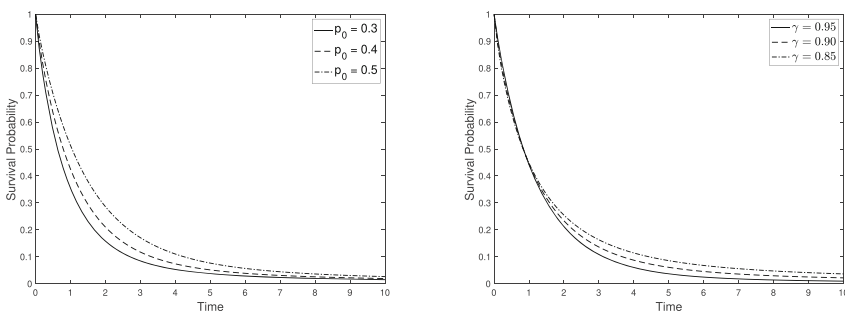 1
0.9
0.8
0.7
0.6
0.5
0.4
0.3
0.2
0.1
0
Survival Probability
0 1 2 3 4 5 6 7 8 9 10
Time
p0 = 0.3
p0 = 0.4
p0 = 0.5
1
0.9
0.8
0.7
0.6
0.5
0.4
0.3
0.2
0.1
0
Survival Probability
0 1 2 3 4 5 6 7 8 9 10
Time
γ = 0.95
γ = 0.90
γ = 0.85